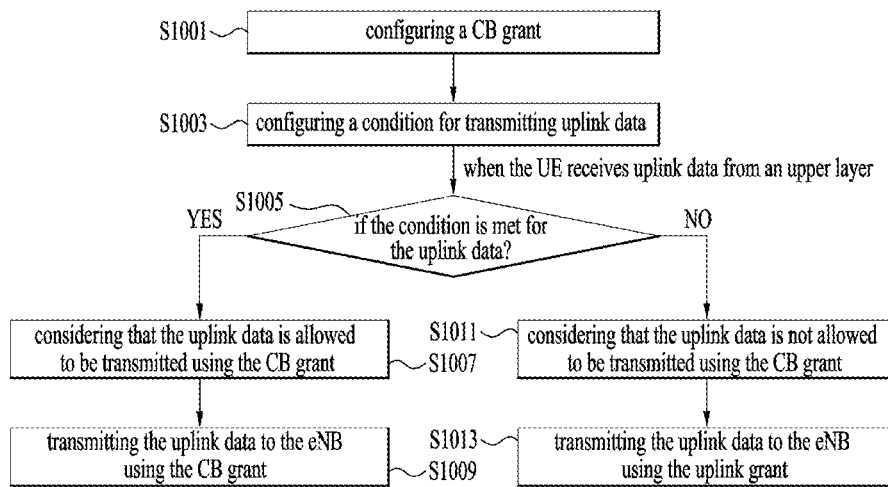 S1001
configuring a CB grant
S1003
configuring a condition for transmitting uplink data
when the UE receives uplink data from an upper layer
S1005
YES
if the condition is met for
the uplink data?
NO
considering that the uplink data is allowed
to be transmitted using the CB grant
S1007
S1011
considering that the uplink data is not allowed
to be transmitted using the CB grant
transmitting the uplink data to the eNB
using the CB grant
S1009
S1013
transmitting the uplink data to the eNB
using the uplink grant